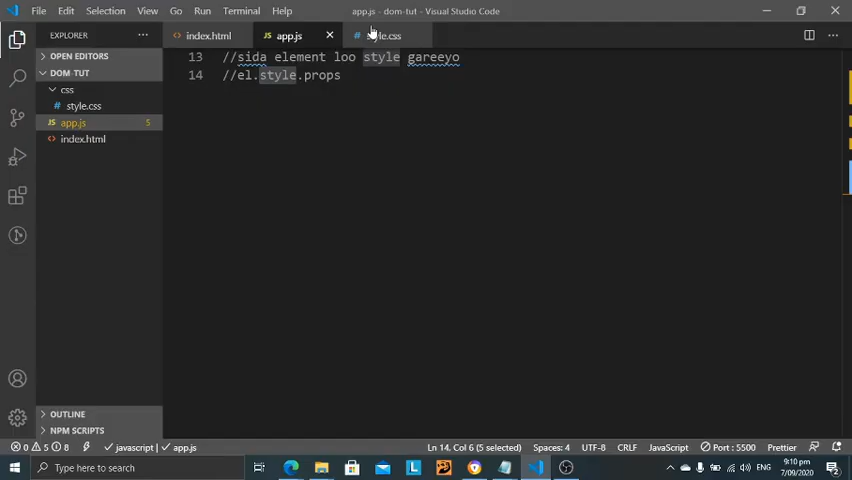 File Edit Selection View Go Run Terminal Help app.js - dom-tut - Visual Studio Code
EXPLORER
index.html
JS app.js
# style.css
OPEN EDITORS
DOM-TUT
css
# style.css
JS app.js 5
index.html
OUTLINE
NPM SCRIPTS
13 //sida element loo style gareeyo
14 //el.style.props
0 5 8 javascript app.js Ln 14, Col 6 (5 selected) Spaces: 4 UTF-8 CRLF JavaScript Port : 5500 Prettier
Type here to search
L
ENG
9:10 pm
7/09/2020
2